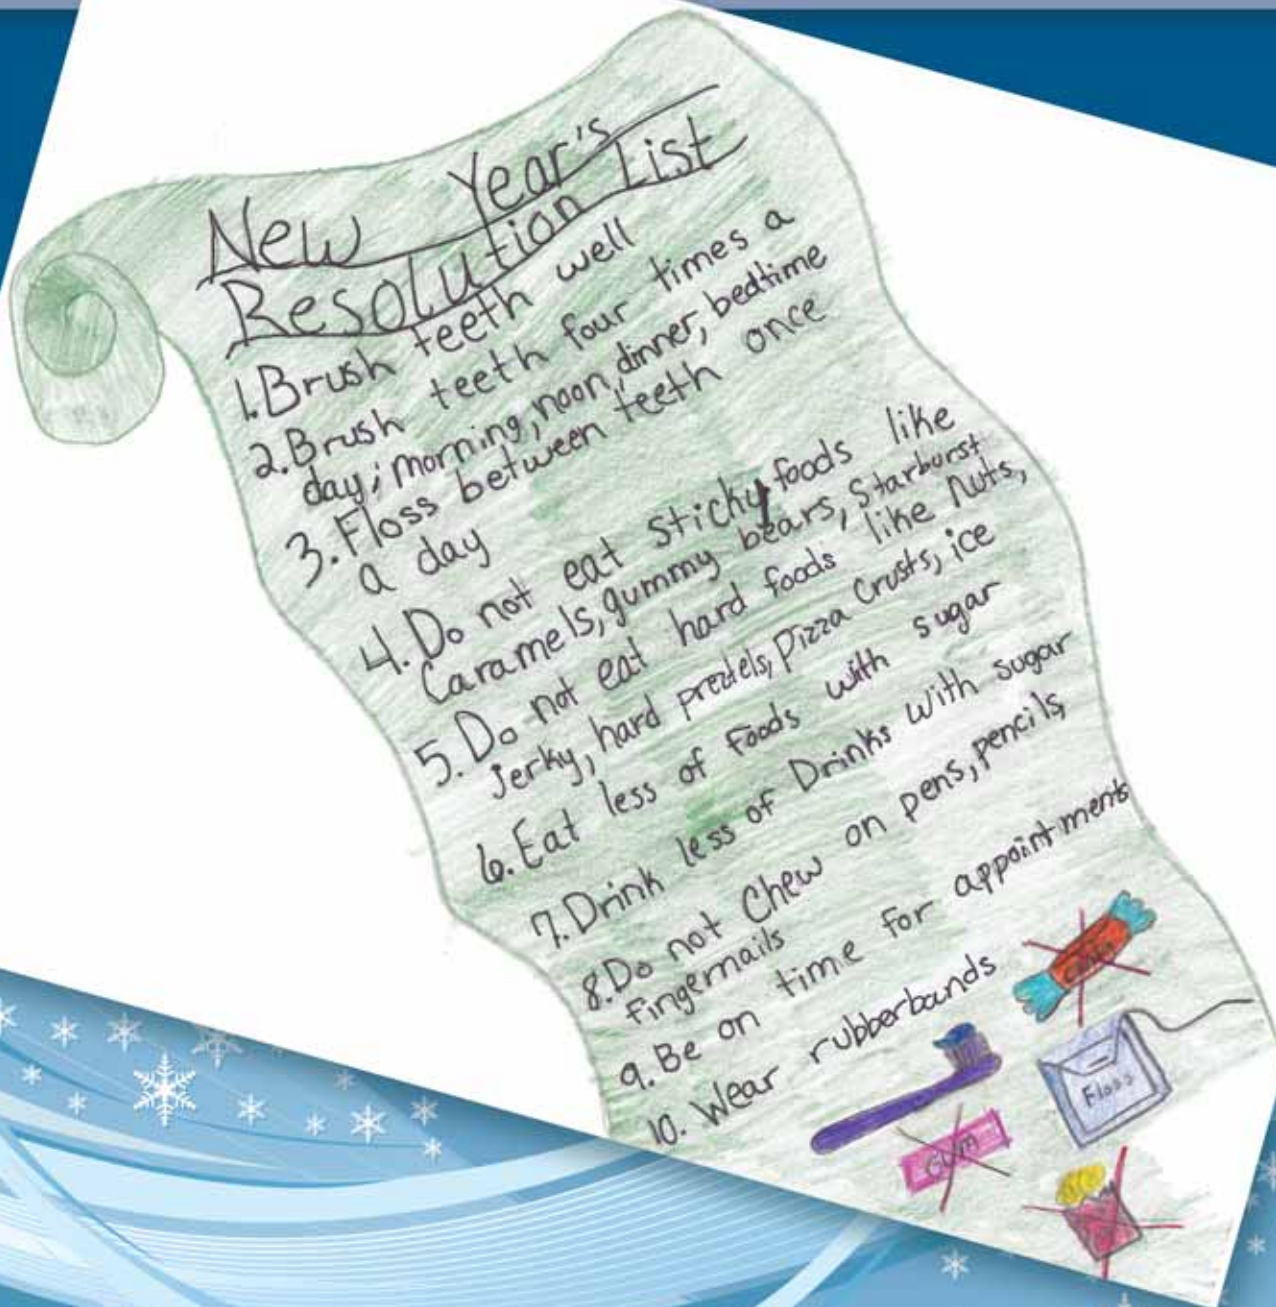 New Year's
Resolution List
1. Brush teeth well
2. Brush teeth four times a
day; morning, noon, dinner, bedtime
3. Floss between teeth once
a day
4. Do not eat sticky foods like
Caramels, gummy bears, Starburst
5. Do not eat hard foods like Nuts,
Jerky, hard pretels, Pizza Crusts, ice
6. Eat less of Foods with sugar
7. Drink less of Drinks with sugar
8. Do not Chew on pens, pencils,
Fingernails
9. Be on time for appointments
10. Wear rubberbands
Floss
Gum